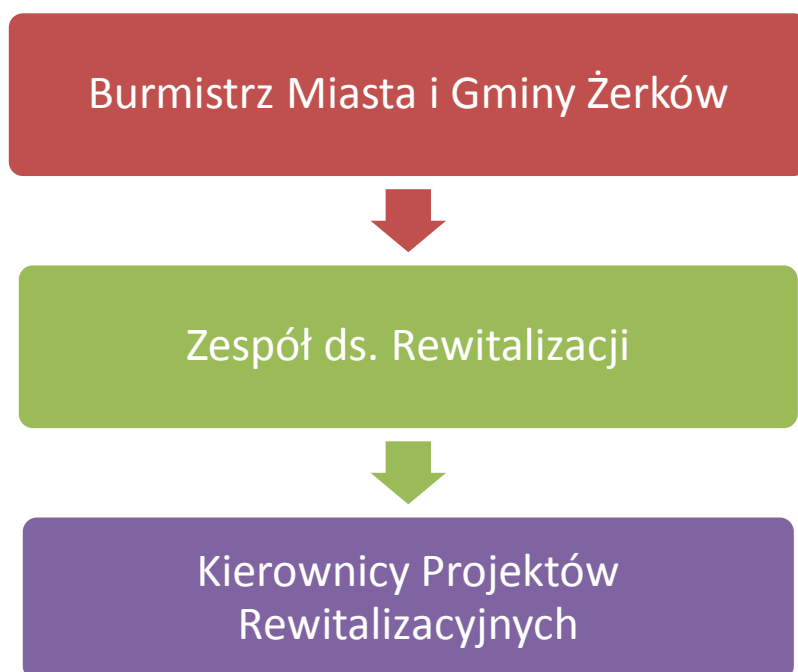 Burmistrz Miasta i Gminy Żerków
Zespół ds. Rewitalizacji
Kierownicy Projektów
Rewitalizacyjnych